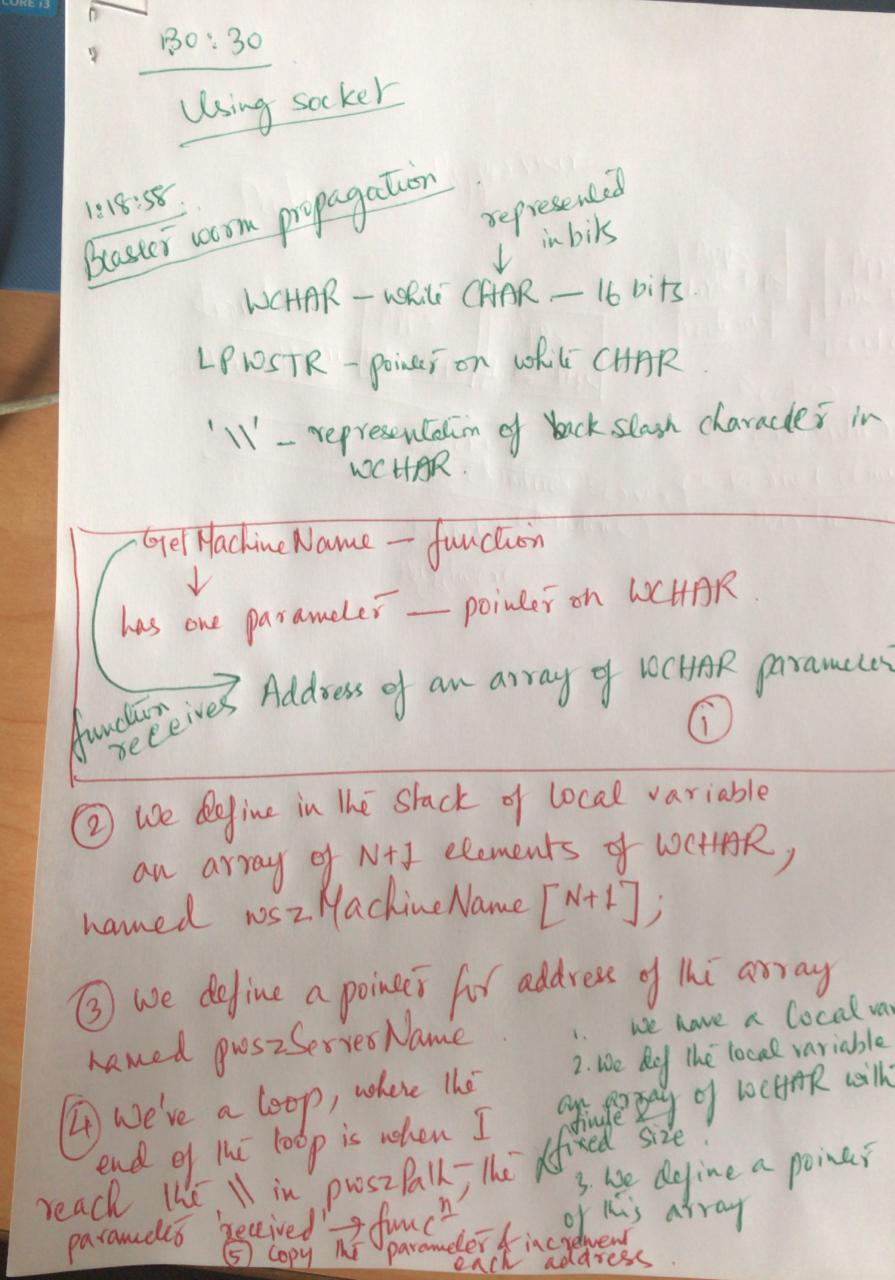 CORE i3
130:30
Using socket
1:18:58
Blaster worm propagation
represented
in bits
WCHAR - while CHAR - 16 bits
LPWSTR - pointer on while CHAR
'\\' - representation of back slash character in
WCHAR.
GetMachineName - function
has one parameter - pointer on WCHAR.
function
receives
Address of an array of WCHAR parameter
1
2 We define in the stack of local variable
an array of N+1 elements of WCHAR,
named wszMachineName [N+1];
3 We define a pointer for address of the array
named pwszServerName.
4 We've a loop, where the
end of the loop is when I
reach the \\ in pwszPath, the
parameter 'received' → funcⁿ
5 copy the parameter & increment
each address.
1. we have a local var
2. we def the local variable
an array of WCHAR with
finite
fixed size.
3. We define a pointer
of this array